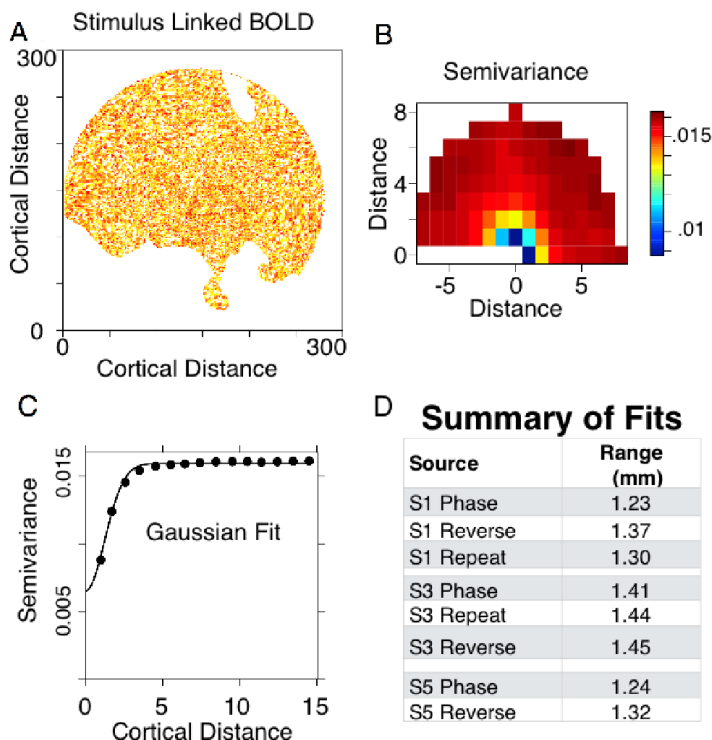 A
Stimulus Linked BOLD
300
Cortical Distance
0
0
300
Cortical Distance
B
Semivariance
8
4
0
Distance
-5
0
5
Distance
.015
.01
C
0.015
0.005
Semivariance
Gaussian Fit
0
5
10
15
Cortical Distance
D
Summary of Fits
Source Range (mm)
S1 Phase 1.23
S1 Reverse 1.37
S1 Repeat 1.30
S3 Phase 1.41
S3 Repeat 1.44
S3 Reverse 1.45
S5 Phase 1.24
S5 Reverse 1.32